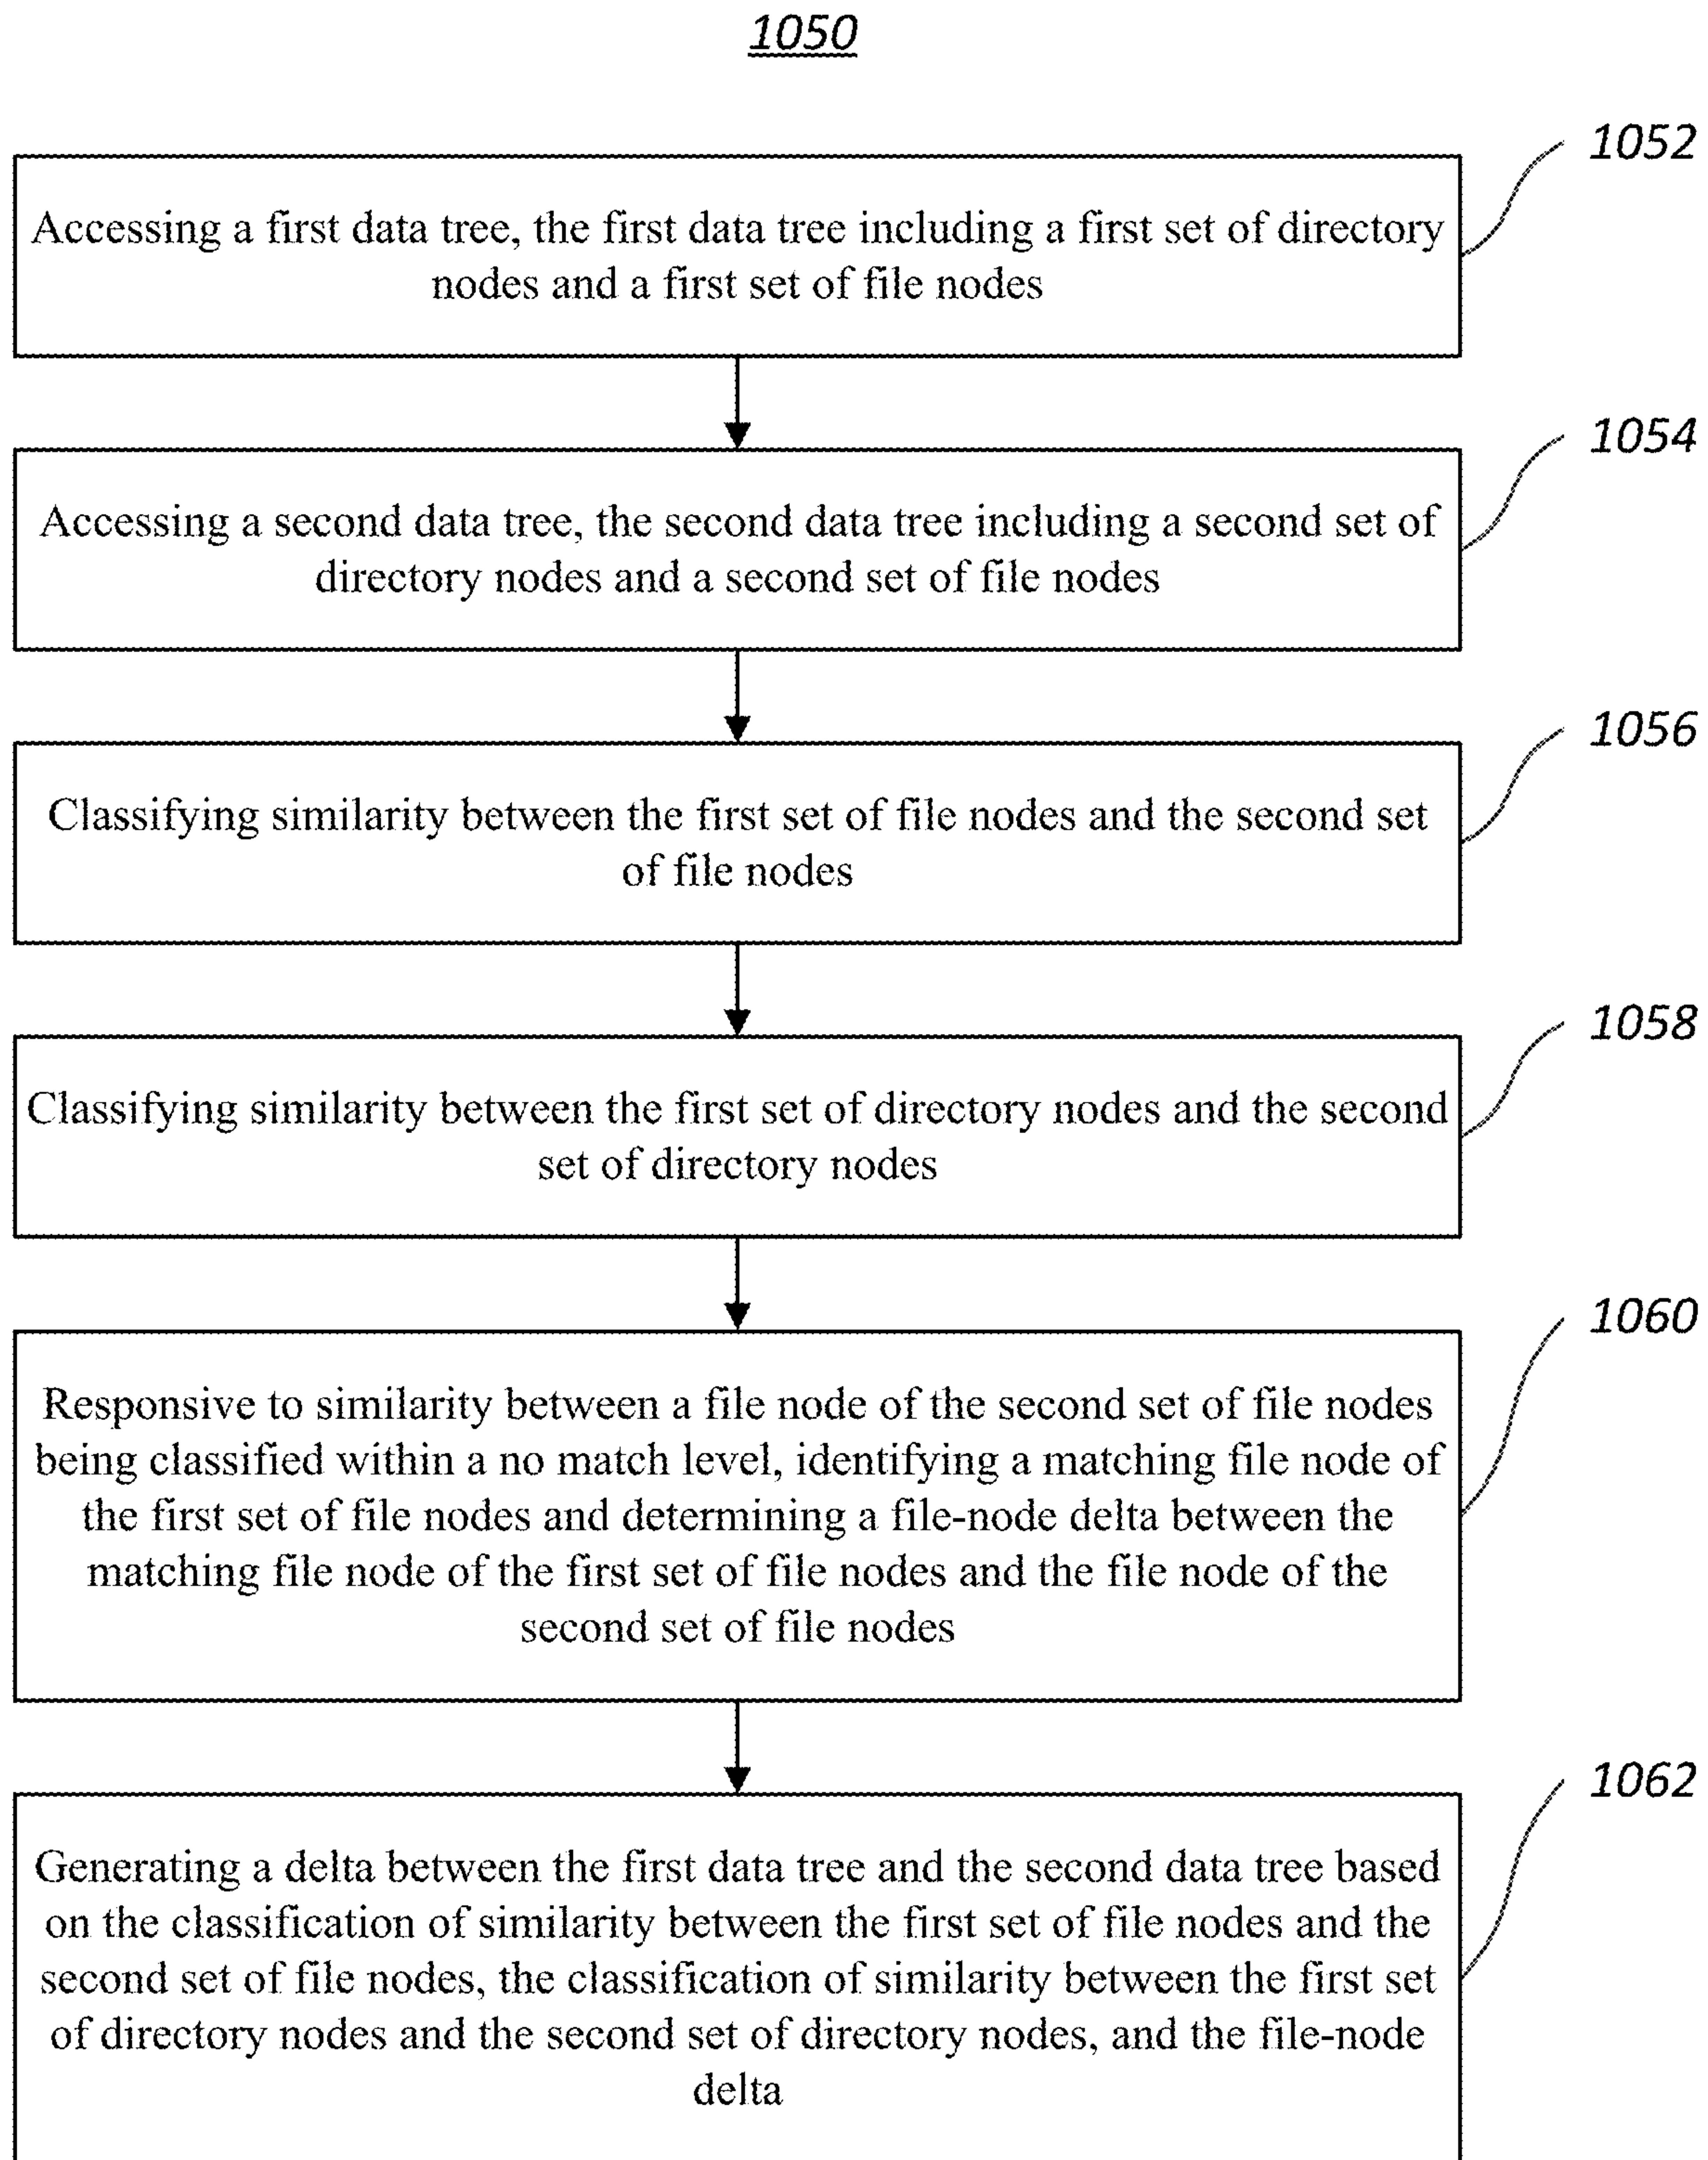 1050
1052
Accessing a first data tree, the first data tree including a first set of directory
nodes and a first set of file nodes
1054
Accessing a second data tree, the second data tree including a second set of
directory nodes and a second set of file nodes
1056
Classifying similarity between the first set of file nodes and the second set
of file nodes
1058
Classifying similarity between the first set of directory nodes and the second
set of directory nodes
1060
Responsive to similarity between a file node of the second set of file nodes
being classified within a no match level, identifying a matching file node of
the first set of file nodes and determining a file-node delta between the
matching file node of the first set of file nodes and the file node of the
second set of file nodes
1062
Generating a delta between the first data tree and the second data tree based
on the classification of similarity between the first set of file nodes and the
second set of file nodes, the classification of similarity between the first set
of directory nodes and the second set of directory nodes, and the file-node
delta